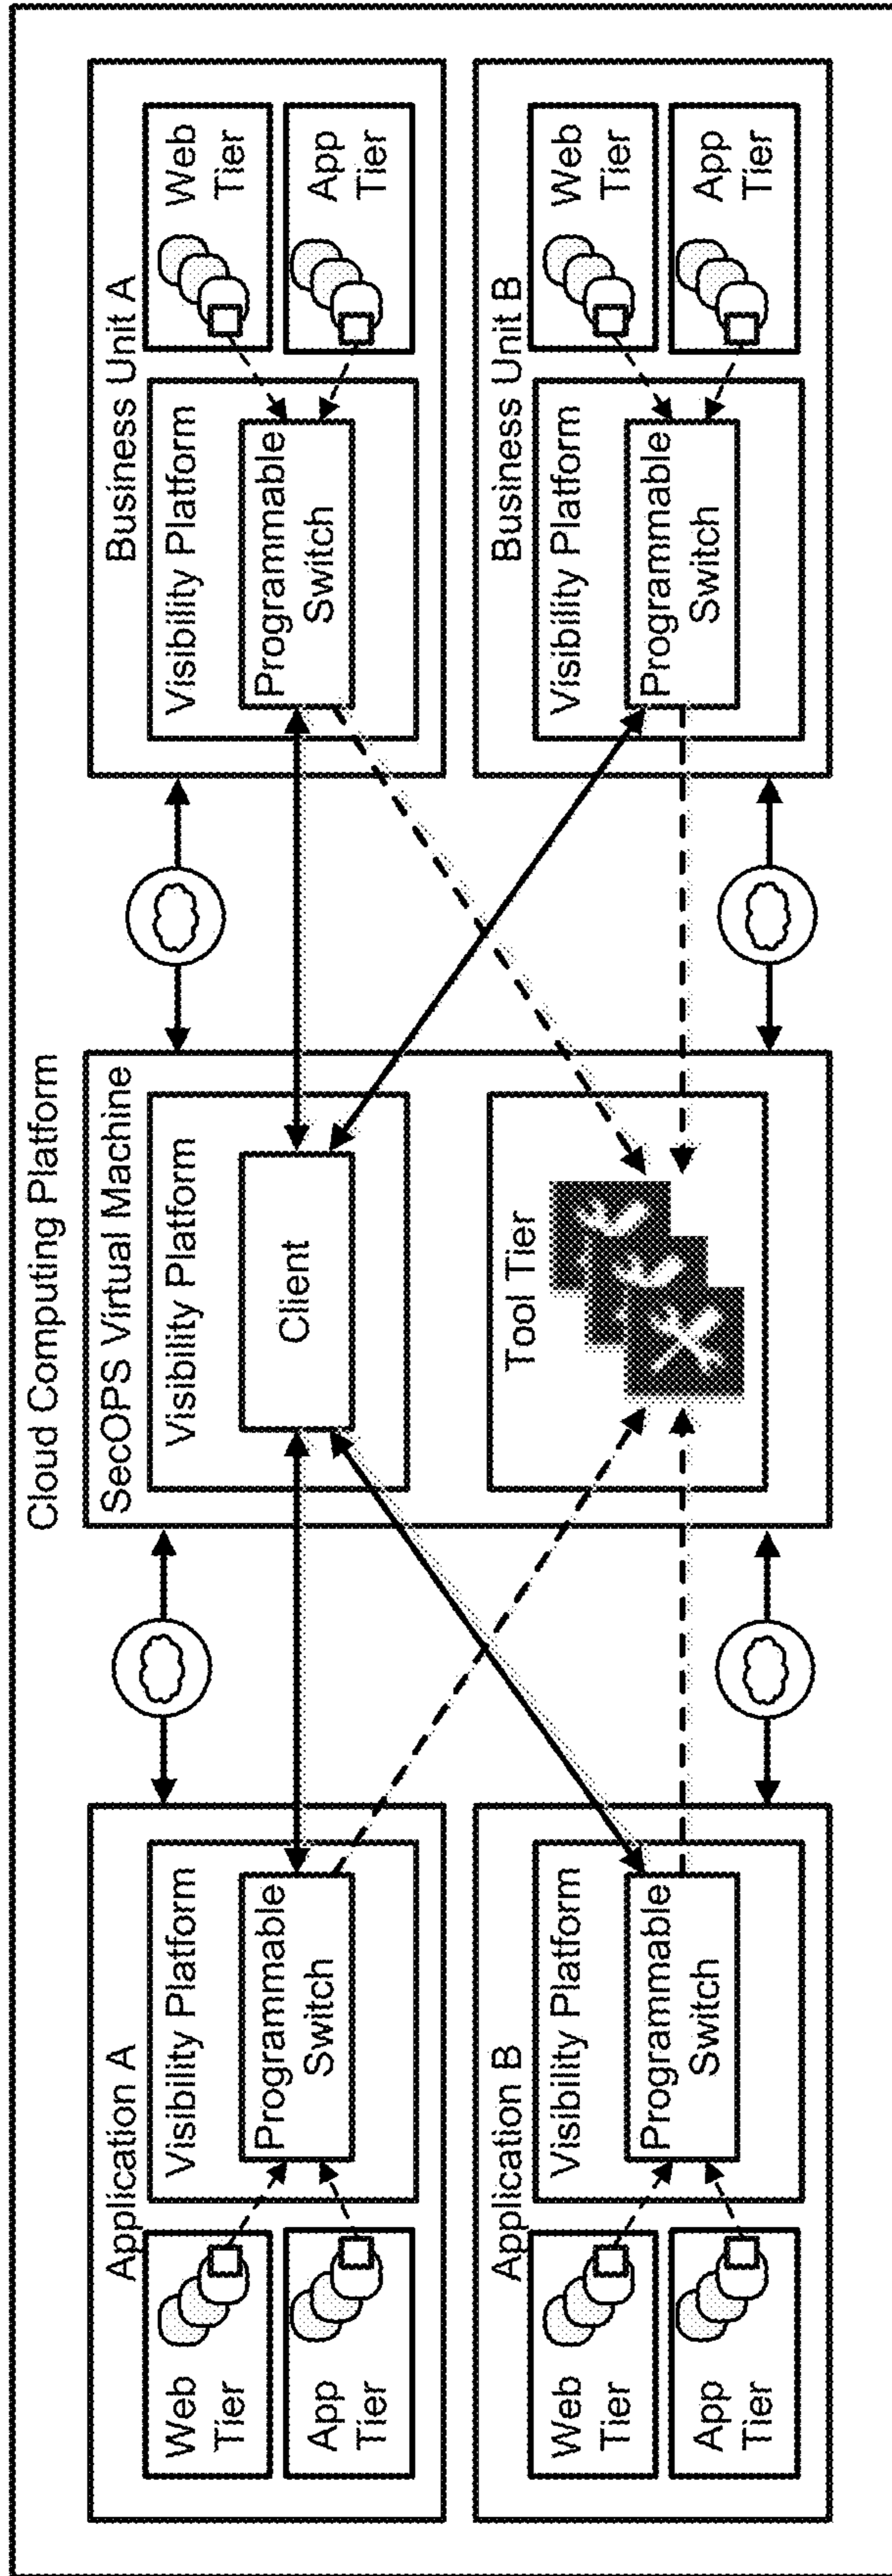 Cloud Computing Platform
Application A
Web
Tier
App
Tier
Visibility Platform
Programmable
Switch
Application B
Web
Tier
App
Tier
Visibility Platform
Programmable
Switch
SecOPS Virtual Machine
Visibility Platform
Client
Tool Tier
Business Unit A
Visibility Platform
Programmable
Switch
Web
Tier
App
Tier
Business Unit B
Visibility Platform
Programmable
Switch
Web
Tier
App
Tier